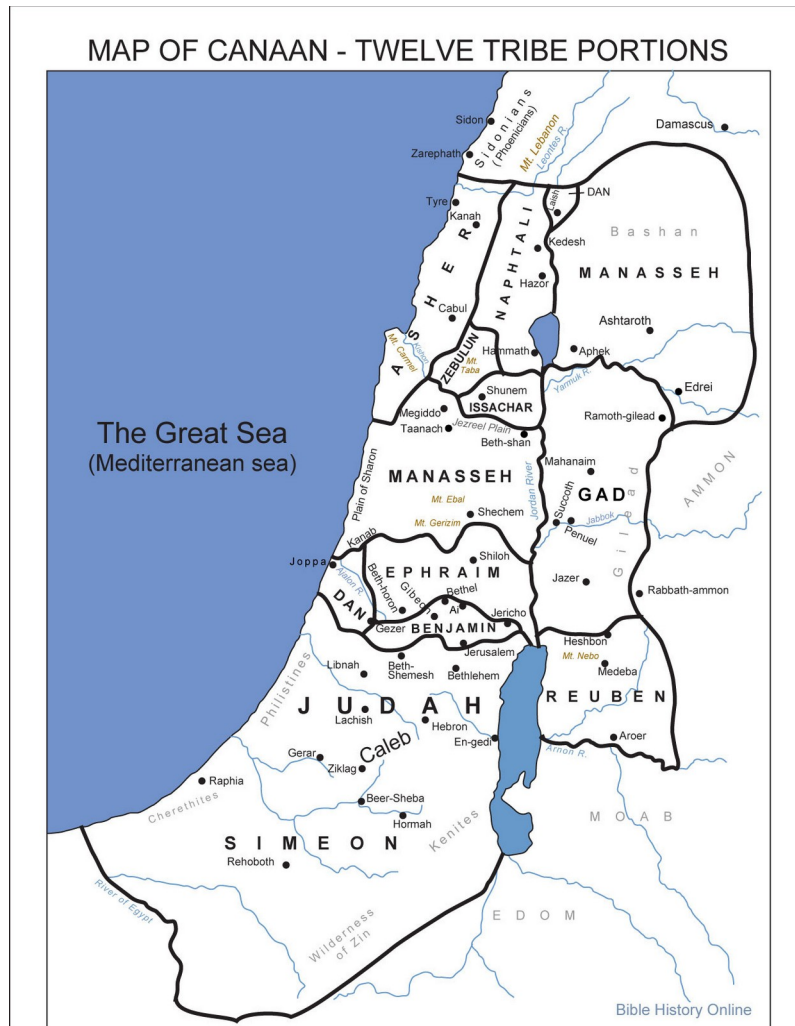 MAP OF CANAAN - TWELVE TRIBE PORTIONS
Sidon
Sidonians
(Phoenicians)
Mt. Lebanon
Leontes R.
Damascus
Zarephath
Tyre
Kanah
Laish
DAN
Bashan
Kedesh
MANASSEH
ASHER
NAPHTALI
Hazor
Cabul
Ashtaroth
Mt. Carmel
Kishon
ZEBULUN
Mt.
Taba
Hammath
Aphek
Yarmuk R.
Edrei
Shunem
ISSACHAR
Megiddo
Taanach
Jezreel Plain
Beth-shan
Ramoth-gilead
The Great Sea
(Mediterranean sea)
Plain of Sharon
MANASSEH
Jordan River
Mahanaim
GAD
Gilead
AMMON
Mt. Ebal
Mt. Gerizim
Shechem
Succoth
Penuel
Jabbok
Kanab
Joppa
Ajalon R.
EPHRAIM
Shiloh
Beth-horon
Gibeon
Bethel
Ai
Jazer
Rabbath-ammon
DAN
Gezer
BENJAMIN
Jericho
Jerusalem
Heshbon
Mt. Nebo
Medeba
Libnah
Beth-
Shemesh
Bethlehem
REUBEN
Philistines
JUDAH
Lachish
Hebron
En-gedi
Aroer
Arnon R.
Caleb
Gerar
Ziklag
Raphia
Cherethites
Beer-Sheba
Hormah
Kenites
MOAB
SIMEON
Rehoboth
River of Egypt
Wilderness
of Zin
EDOM
Bible History Online